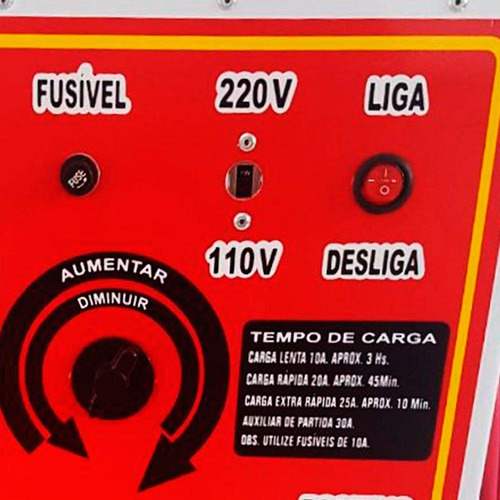 FUSÍVEL 220V LIGA
FUSE
110V DESLIGA
AUMENTAR
DIMINUIR
TEMPO DE CARGA
CARGA LENTA 10A. APROX. 3 Hs.
CARGA RÁPIDA 20A. APROX. 45Min.
CARGA EXTRA RÁPIDA 25A. APROX. 10 Min.
AUXILIAR DE PARTIDA 30A.
OBS. UTILIZE FUSÍVEIS DE 10A.